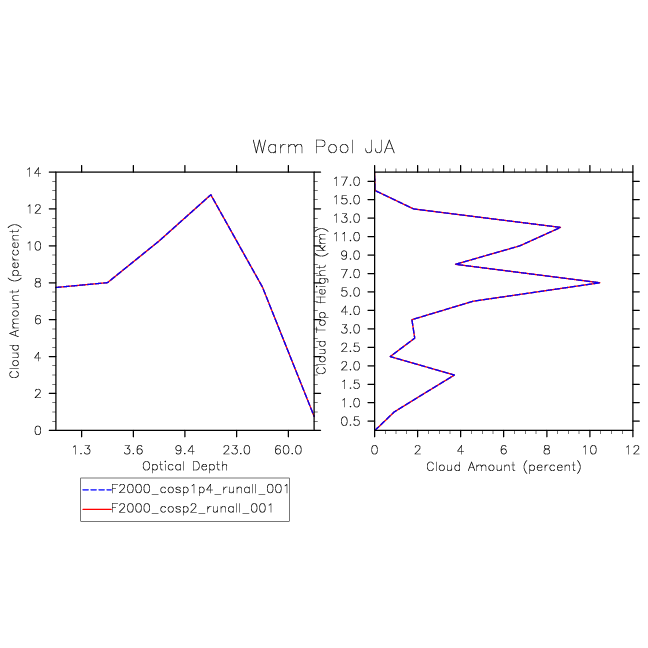 Warm Pool JJA
Cloud Amount (percent)
14
12
10
8
6
4
2
0
1.3 3.6 9.4 23.0 60.0
Optical Depth
Cloud Top Height (km)
17.0
15.0
13.0
11.0
9.0
7.0
5.0
4.0
3.0
2.5
2.0
1.5
1.0
0.5
0 2 4 6 8 10 12
Cloud Amount (percent)
F2000_cosp1p4_runall_001
F2000_cosp2_runall_001